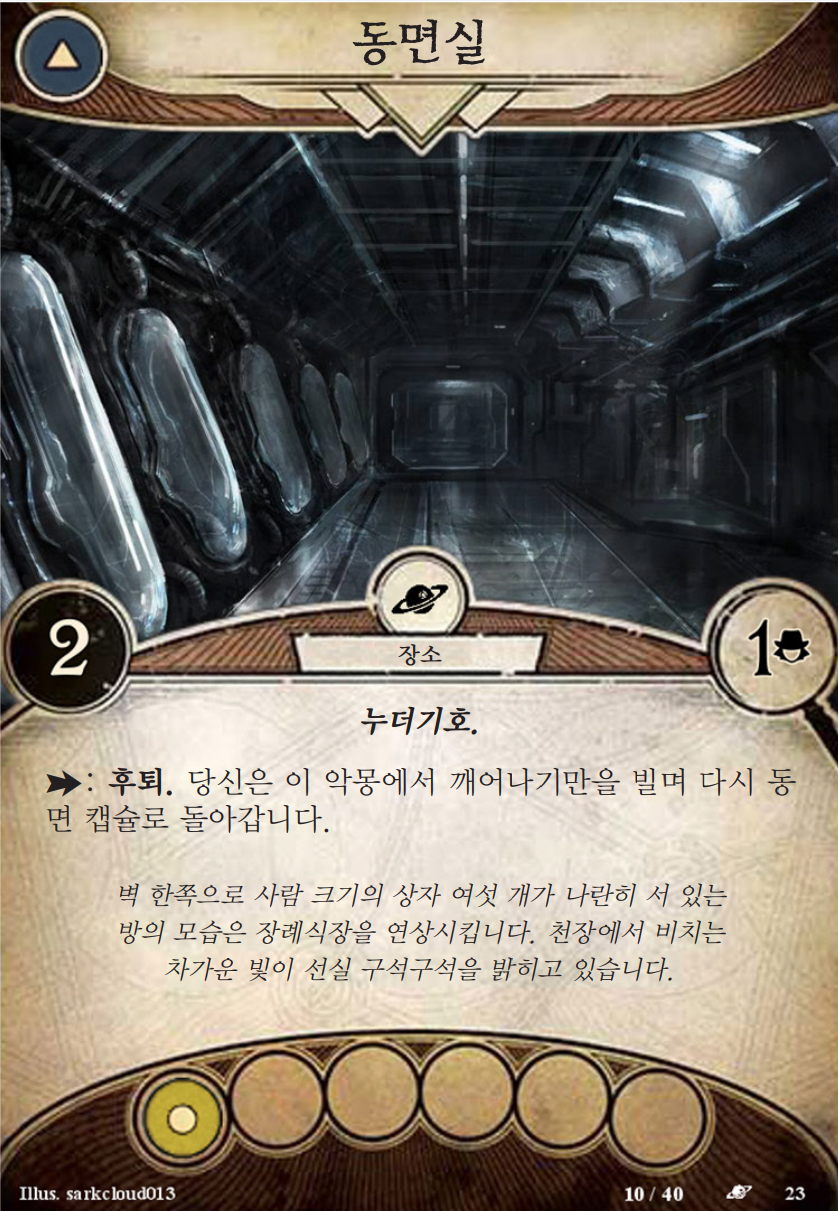 동면실
2
1
장소
누더기호.
: 후퇴. 당신은 이 악몽에서 깨어나기만을 빌며 다시 동
면 캡슐로 돌아갑니다.
벽 한쪽으로 사람 크기의 상자 여섯 개가 나란히 서 있는
방의 모습은 장례식장을 연상시킵니다. 천장에서 비치는
차가운 빛이 선실 구석구석을 밝히고 있습니다.
Illus. sarkcloud013
10 / 40
23